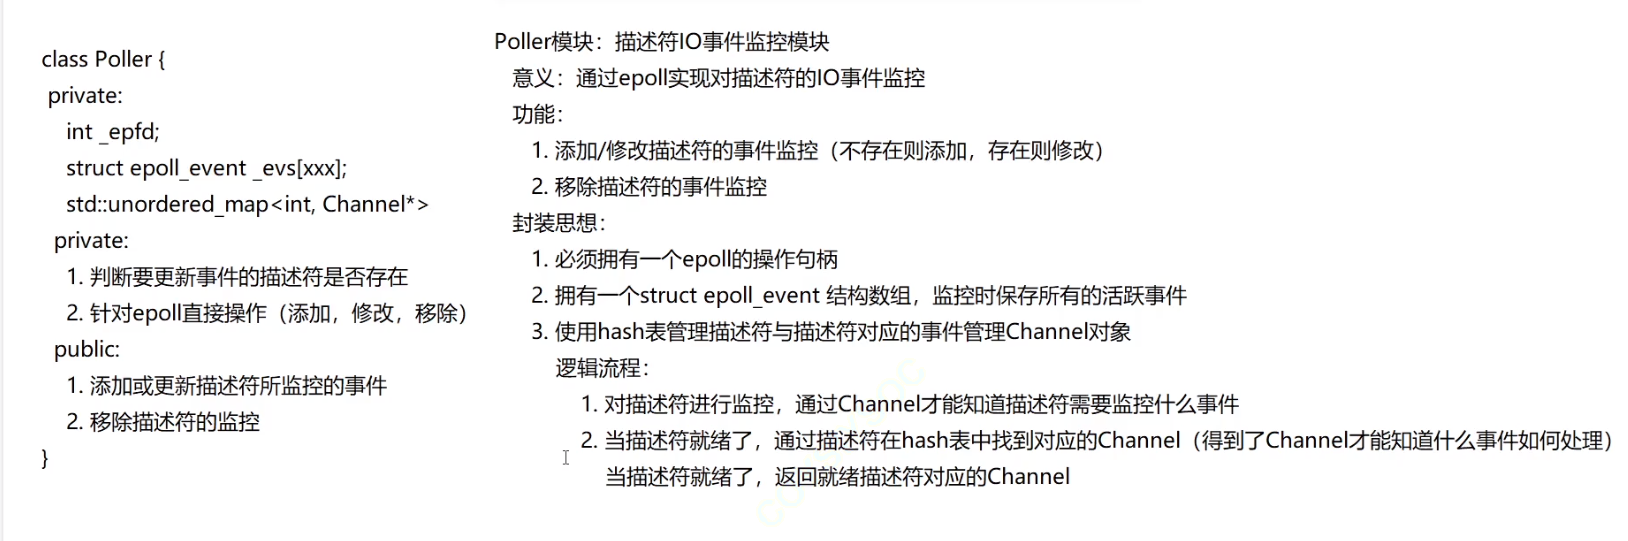 class Poller {
private:
int _epfd;
struct epoll_event _evs[xxx];
std::unordered_map<int, Channel*>
private:
1. 判断要更新事件的描述符是否存在
2. 针对epoll直接操作（添加，修改，移除）
public:
1. 添加或更新描述符所监控的事件
2. 移除描述符的监控
}
Poller模块：描述符IO事件监控模块
意义：通过epoll实现对描述符的IO事件监控
功能：
1. 添加/修改描述符的事件监控（不存在则添加，存在则修改）
2. 移除描述符的事件监控
封装思想：
1. 必须拥有一个epoll的操作句柄
2. 拥有一个struct epoll_event 结构数组，监控时保存所有的活跃事件
3. 使用hash表管理描述符与描述符对应的事件管理Channel对象
逻辑流程：
1. 对描述符进行监控，通过Channel才能知道描述符需要监控什么事件
2. 当描述符就绪了，通过描述符在hash表中找到对应的Channel（得到了Channel才能知道什么事件如何处理）
当描述符就绪了，返回就绪描述符对应的Channel